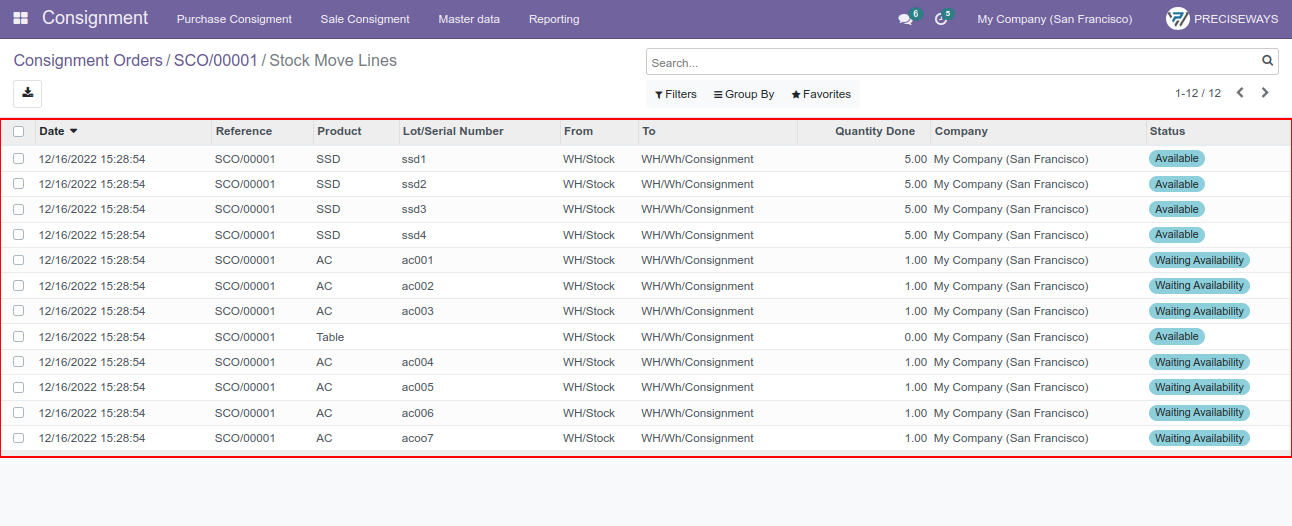 Consignment Purchase Consigment Sale Consigment Master data Reporting 6 5 My Company (San Francisco) PRECISEWAYS
Consignment Orders / SCO/00001 / Stock Move Lines
Search...
Filters Group By Favorites 1-12 / 12
Date Reference Product Lot/Serial Number From To Quantity Done Company Status
12/16/2022 15:28:54 SCO/00001 SSD ssd1 WH/Stock WH/Wh/Consignment 5.00 My Company (San Francisco) Available
12/16/2022 15:28:54 SCO/00001 SSD ssd2 WH/Stock WH/Wh/Consignment 5.00 My Company (San Francisco) Available
12/16/2022 15:28:54 SCO/00001 SSD ssd3 WH/Stock WH/Wh/Consignment 5.00 My Company (San Francisco) Available
12/16/2022 15:28:54 SCO/00001 SSD ssd4 WH/Stock WH/Wh/Consignment 5.00 My Company (San Francisco) Available
12/16/2022 15:28:54 SCO/00001 AC ac001 WH/Stock WH/Wh/Consignment 1.00 My Company (San Francisco) Waiting Availability
12/16/2022 15:28:54 SCO/00001 AC ac002 WH/Stock WH/Wh/Consignment 1.00 My Company (San Francisco) Waiting Availability
12/16/2022 15:28:54 SCO/00001 AC ac003 WH/Stock WH/Wh/Consignment 1.00 My Company (San Francisco) Waiting Availability
12/16/2022 15:28:54 SCO/00001 Table WH/Stock WH/Wh/Consignment 0.00 My Company (San Francisco) Available
12/16/2022 15:28:54 SCO/00001 AC ac004 WH/Stock WH/Wh/Consignment 1.00 My Company (San Francisco) Waiting Availability
12/16/2022 15:28:54 SCO/00001 AC ac005 WH/Stock WH/Wh/Consignment 1.00 My Company (San Francisco) Waiting Availability
12/16/2022 15:28:54 SCO/00001 AC ac006 WH/Stock WH/Wh/Consignment 1.00 My Company (San Francisco) Waiting Availability
12/16/2022 15:28:54 SCO/00001 AC acoo7 WH/Stock WH/Wh/Consignment 1.00 My Company (San Francisco) Waiting Availability